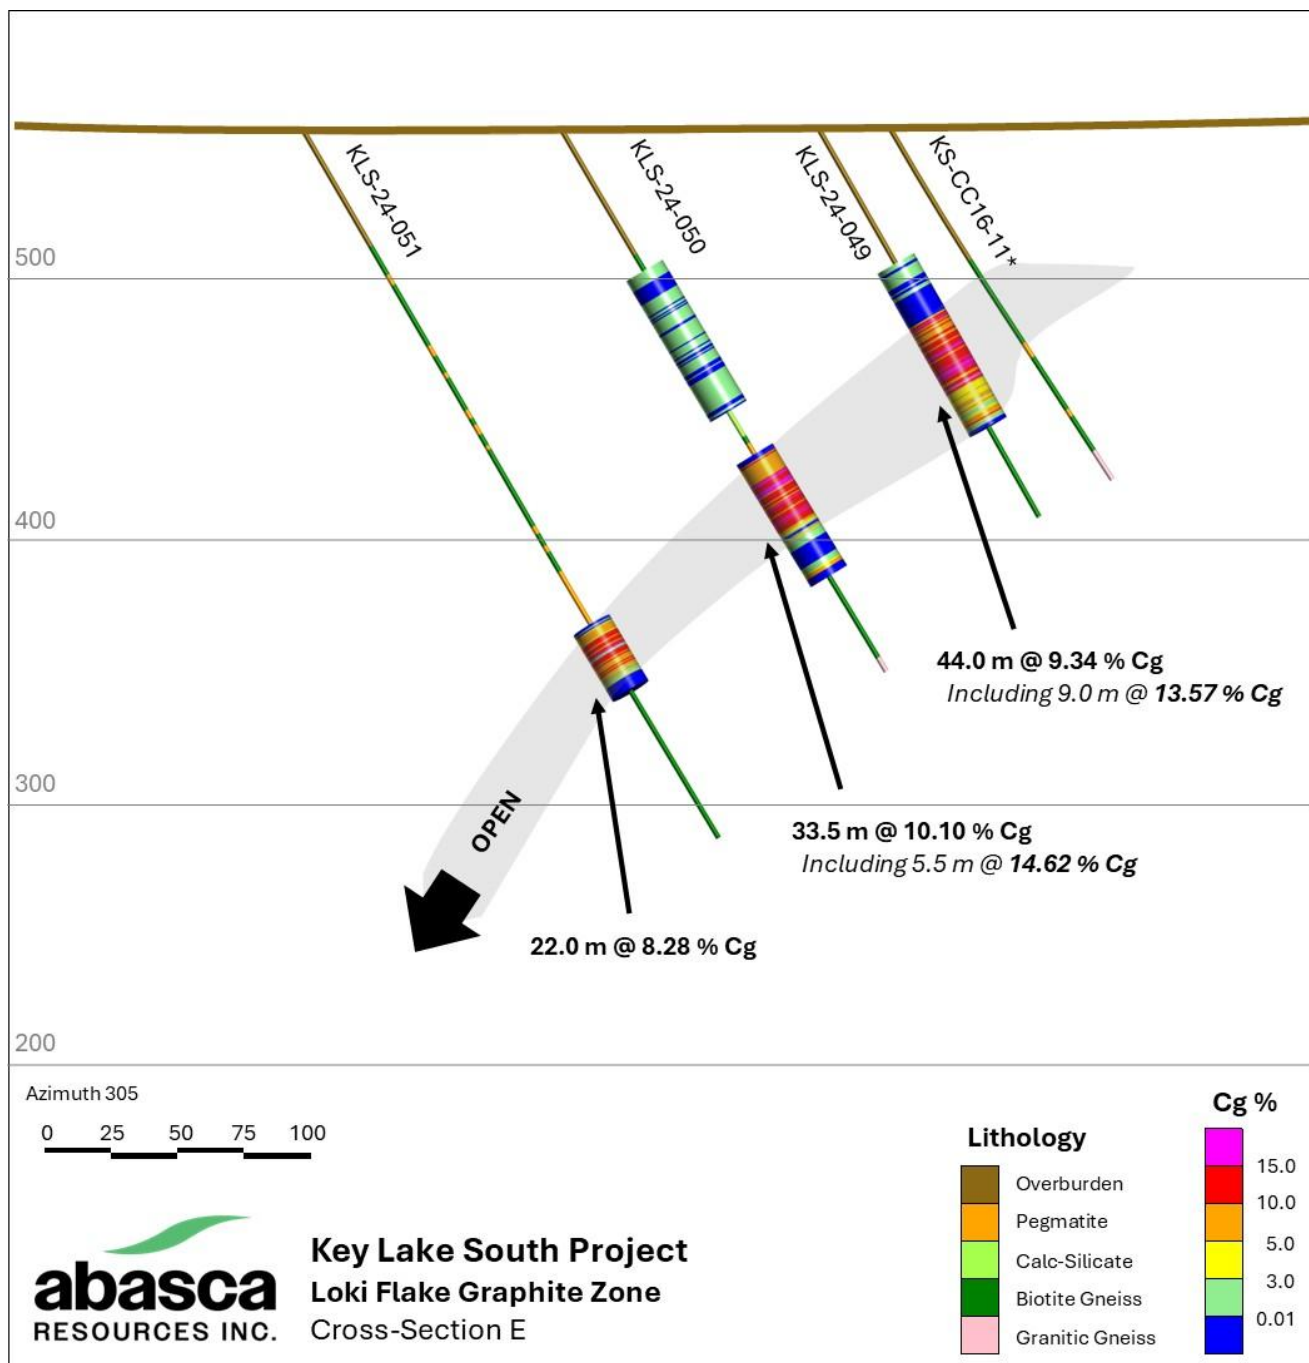 KLS-24-051
KLS-24-050
KLS-24-049
KS-CC16-11*
500
400
300
200
OPEN
44.0 m @ 9.34 % Cg
Including 9.0 m @ 13.57 % Cg
33.5 m @ 10.10 % Cg
Including 5.5 m @ 14.62 % Cg
22.0 m @ 8.28 % Cg
Azimuth 305
0 25 50 75 100
abasca
RESOURCES INC.
Key Lake South Project
Loki Flake Graphite Zone
Cross-Section E
Lithology
Overburden
Pegmatite
Calc-Silicate
Biotite Gneiss
Granitic Gneiss
Cg %
15.0
10.0
5.0
3.0
0.01